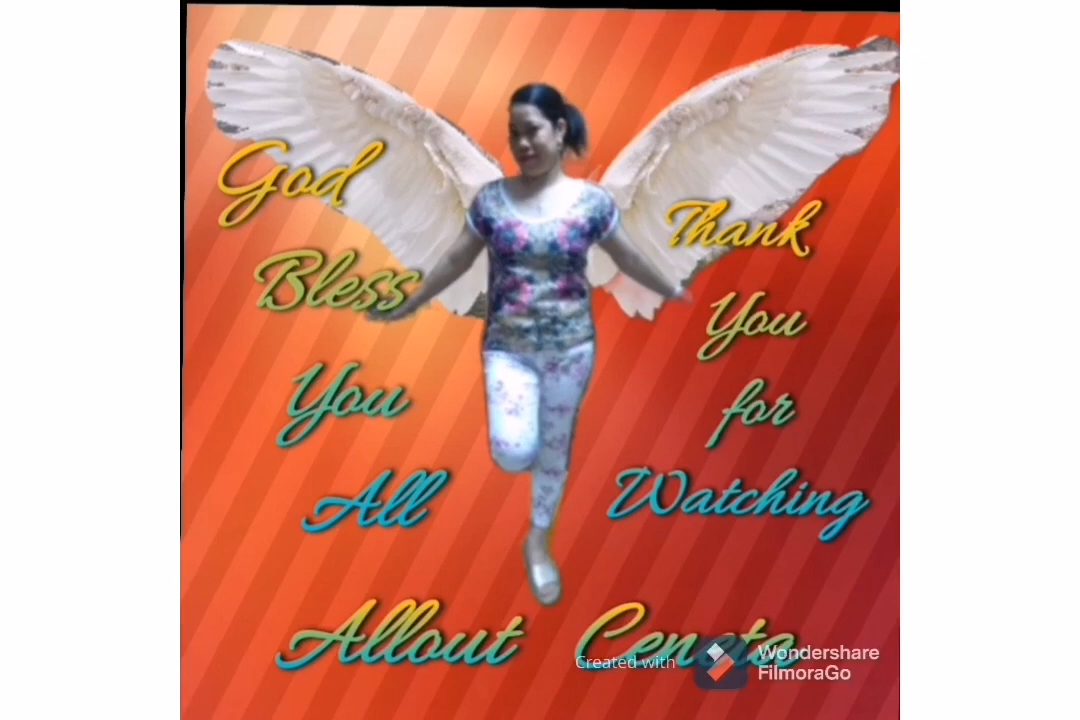 God
Bless
You
All
Thank
You
for
Watching
Allout
Created with
Wondershare
FilmoraGo